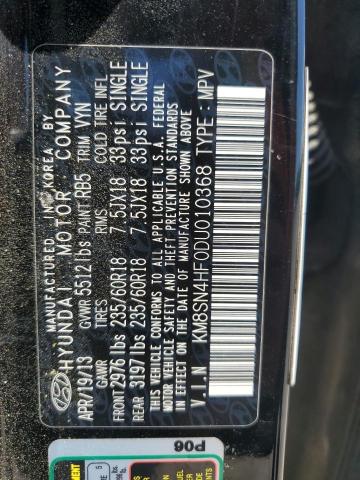 MANUFACTURED IN KOREA BY
HYUNDAI MOTOR COMPANY
APR/19/13 GVWR 5512 lbs PAINT RB5 TRIM VYN
GAWR TIRES RIMS COLD TIRE INFL.
FRONT 2976 lbs 235/60R18 7.5JX18 33psi SINGLE
REAR 3197 lbs 235/60R18 7.5JX18 33psi SINGLE
THIS VEHICLE CONFORMS TO ALL APPLICABLE U.S.A. FEDERAL
MOTOR VEHICLE SAFETY, BUMPER, AND THEFT PREVENTION STANDARDS
IN EFFECT ON THE DATE OF MANUFACTURE SHOWN ABOVE.
V.I.N KM8SN4HF0DU010368 TYPE : MPV
P06